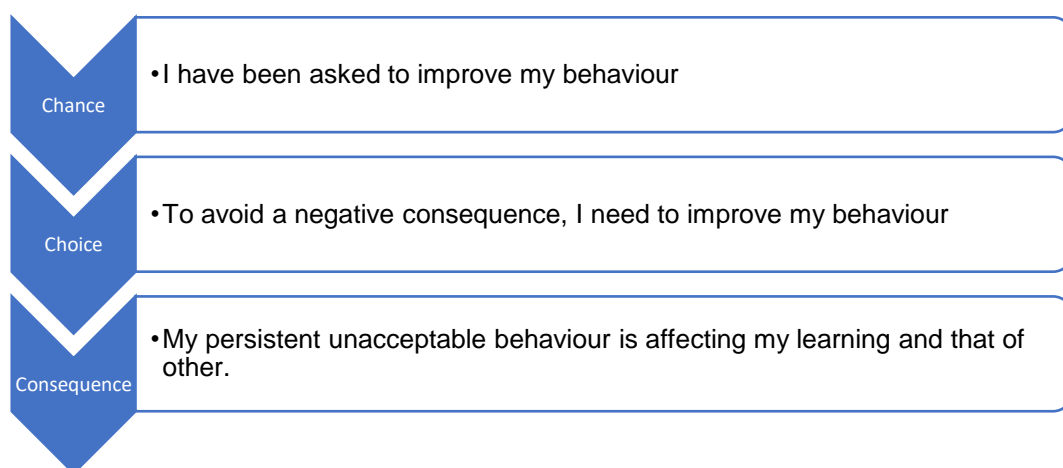 Chance
•I have been asked to improve my behaviour
Choice
•To avoid a negative consequence, I need to improve my behaviour
Consequence
•My persistent unacceptable behaviour is affecting my learning and that of
other.